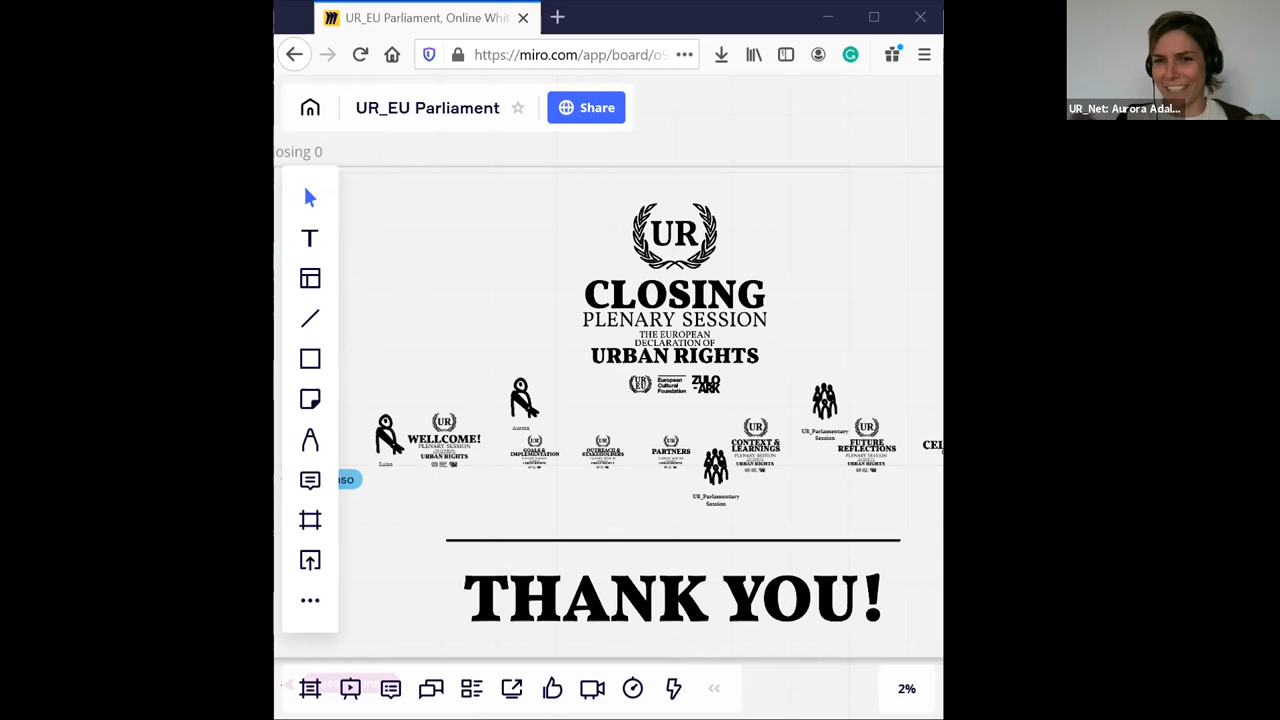 UR_EU Parliament, Online Whit
https://miro.com/app/board/o9
UR_EU Parliament
Share
osing 0
UR
CLOSING
PLENARY SESSION
THE EUROPEAN
DECLARATION OF
URBAN RIGHTS
UR
European
Cultural
Foundation
ZULO
-ARK
Aurora
UR_Parlamentary
Session
Luiso
UR
WELLCOME!
PLENARY SESSION
URBAN RIGHTS
UR
GOALS &
IMPLEMENTATION
UR
OUTREACH &
STAKEHOLDERS
UR
PARTNERS
UR
CONTEXT &
LEARNINGS
PLENARY SESSION
URBAN RIGHTS
UR
FUTURE
REFLECTIONS
PLENARY SESSION
URBAN RIGHTS
CEL
uso
UR_Parlamentary
Session
THANK YOU!
2%
UR_Net: Aurora Adal...